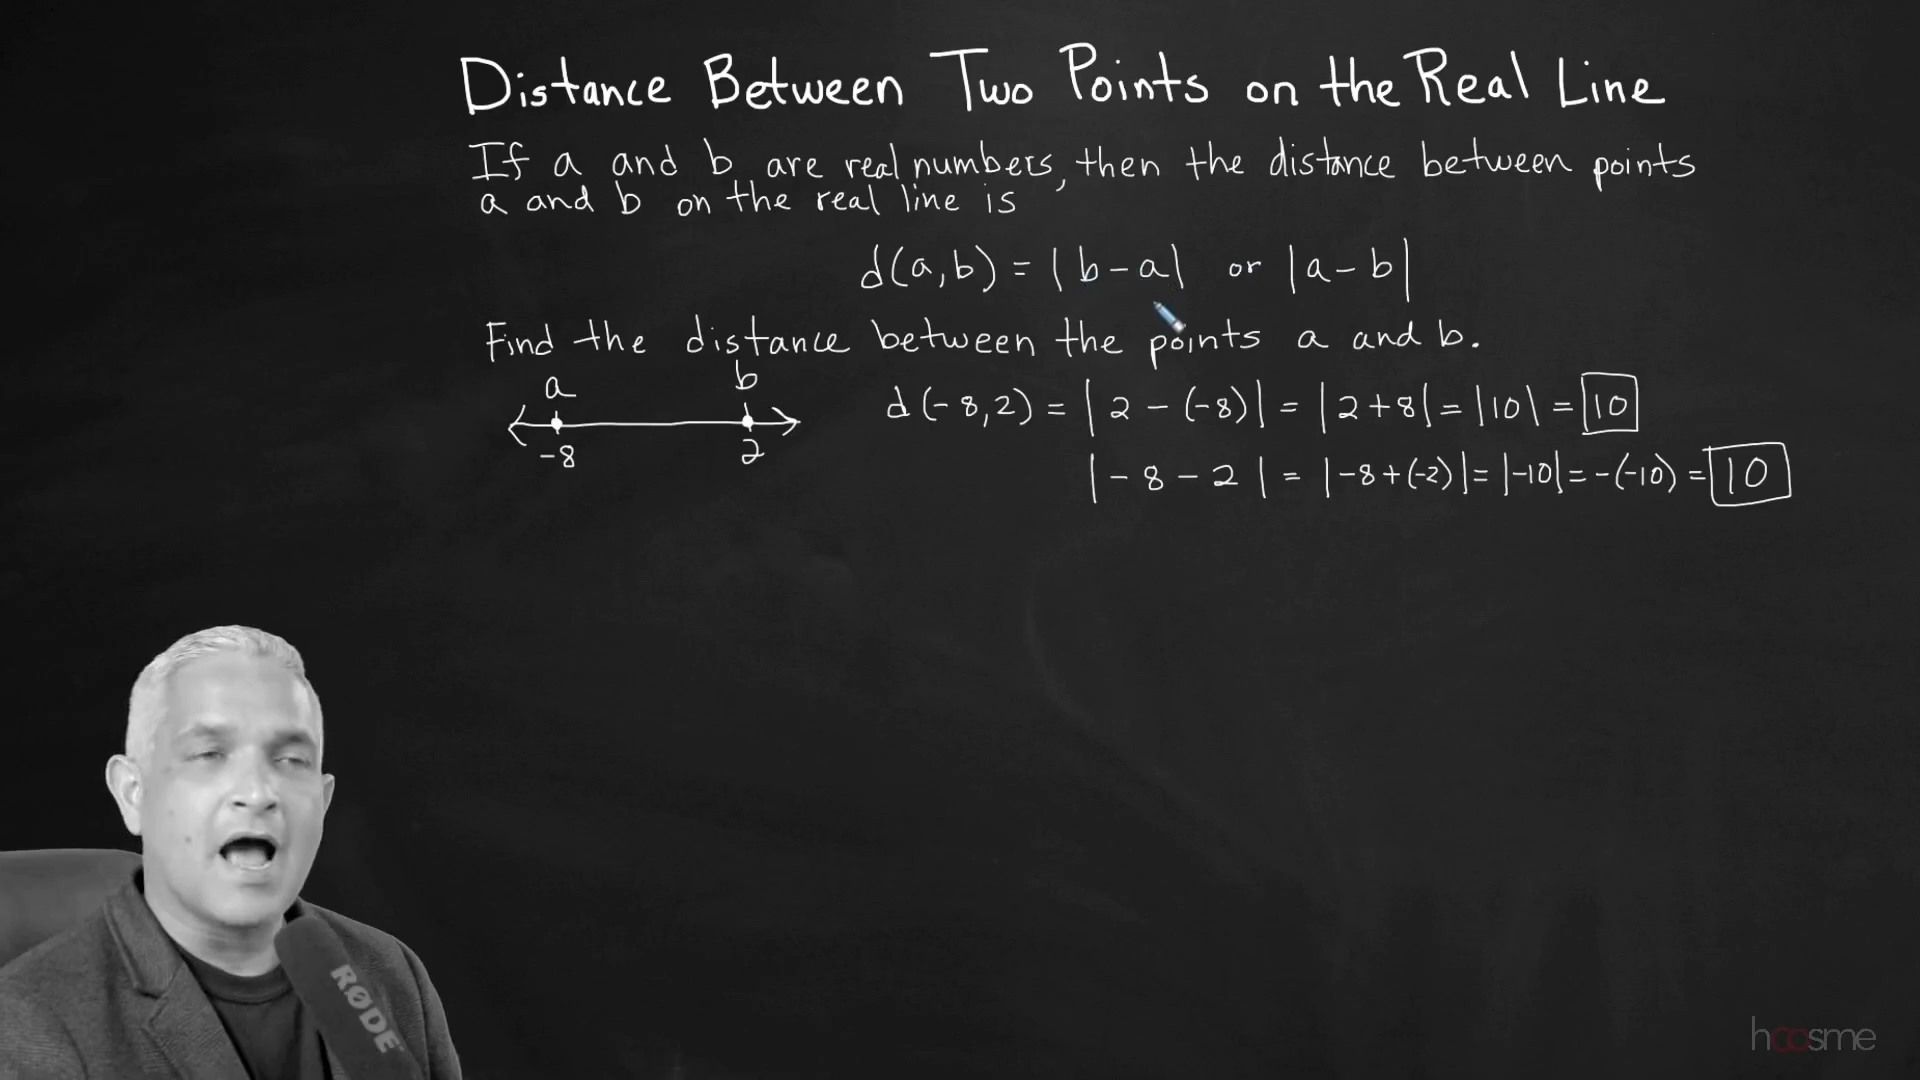 Distance Between Two Points on the Real Line
If a and b are real numbers, then the distance between points
a and b on the real line is
d(a,b) = |b-a| or |a-b|
Find the distance between the points a and b.
a b
-8 2
d(-8,2) = |2-(-8)| = |2+8| = |10| = 10
|-8-2| = |-8+(-2)| = |-10| = -(-10) = 10
RØDE
hoosme